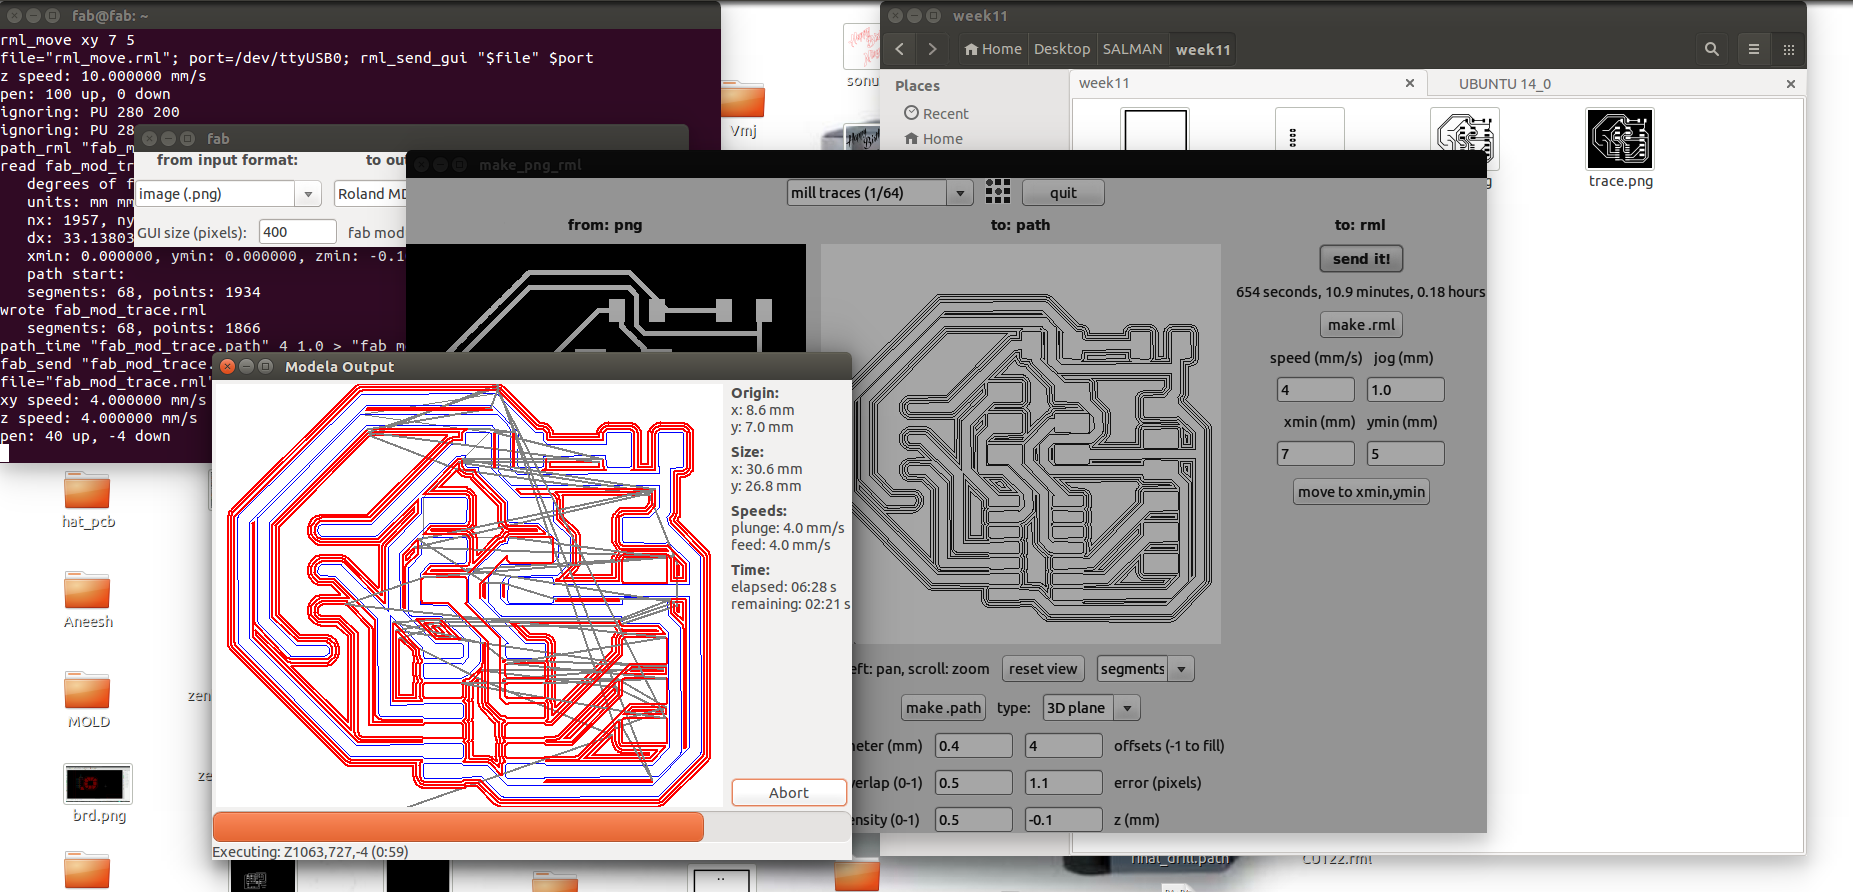 fab@fab: ~
rml_move xy 7 5
file="rml_move.rml"; port=/dev/ttyUSB0; rml_send_gui "$file" $port
z speed: 10.000000 mm/s
pen: 100 up, 0 down
ignoring: PU 280 200
ignoring: PU 28
path_rml "fab_m
read fab_mod_tra
degrees of f
units: mm mm
nx: 1957, ny
dx: 33.13803
xmin: 0.000000, ymin: 0.000000, zmin: -0.1
path start:
segments: 68, points: 1934
wrote fab_mod_trace.rml
segments: 68, points: 1866
path_time "fab_mod_trace.path" 4 1.0 > "fab_m
fab_send "fab_mod_trace.
file="fab_mod_trace.rml"
xy speed: 4.000000 mm/s
z speed: 4.000000 mm/s
pen: 40 up, -4 down
fab
from input format:
to ou
image (.png)
Roland MD
GUI size (pixels):
400
fab mod
make_png_rml
mill traces (1/64)
quit
from: png
to: path
to: rml
send it!
654 seconds, 10.9 minutes, 0.18 hours
make .rml
speed (mm/s)
jog (mm)
4
1.0
xmin (mm)
ymin (mm)
7
5
move to xmin,ymin
eft: pan, scroll: zoom
reset view
segments
make .path
type:
3D plane
meter (mm)
0.4
4
offsets (-1 to fill)
verlap (0-1)
0.5
1.1
error (pixels)
ensity (0-1)
0.5
-0.1
z (mm)
Modela Output
Origin:
x: 8.6 mm
y: 7.0 mm
Size:
x: 30.6 mm
y: 26.8 mm
Speeds:
plunge: 4.0 mm/s
feed: 4.0 mm/s
Time:
elapsed: 06:28 s
remaining: 02:21 s
Abort
Executing: Z1063,727,-4 (0:59)
week11
Home
Desktop
SALMAN
week11
Places
Recent
Home
week11
UBUNTU 14_0
g
trace.png
sonu
Vmj
hat_pcb
Aneesh
MOLD
zen
ze
brd.png
final_drill.path
CUT22.rml